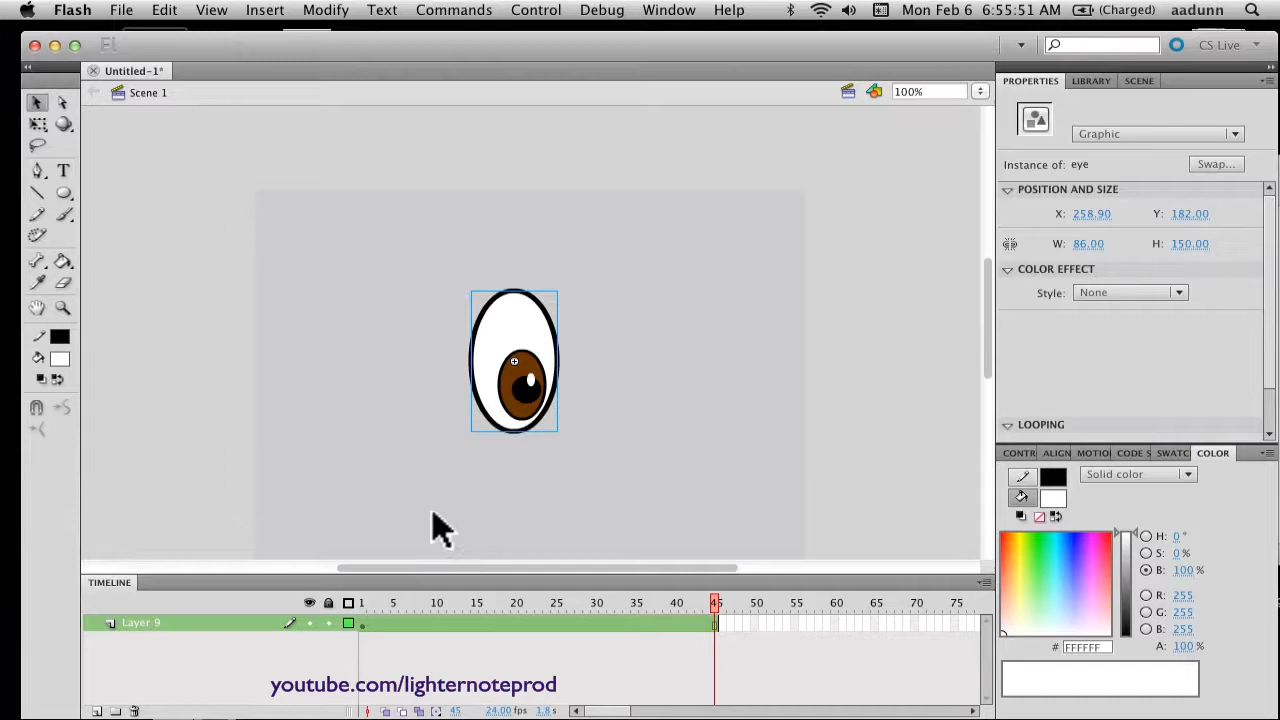 Flash File Edit View Insert Modify Text Commands Control Debug Window Help Mon Feb 6 6:55:51 AM (Charged) aadunn
Fl CS Live
Untitled-1*
Scene 1 100%
PROPERTIES LIBRARY SCENE
Graphic
Instance of: eye Swap...
POSITION AND SIZE
X: 258.90 Y: 182.00
W: 86.00 H: 150.00
COLOR EFFECT
Style: None
LOOPING
CONTR ALIGN MOTIO CODE S SWATC COLOR
Solid color
H: 0 °
S: 0 %
B: 100 %
R: 255
G: 255
B: 255
# FFFFFF A: 100 %
TIMELINE
1 5 10 15 20 25 30 35 40 45 50 55 60 65 70 75
Layer 9
youtube.com/lighternoteprod
45 24.00 fps 1.8 s